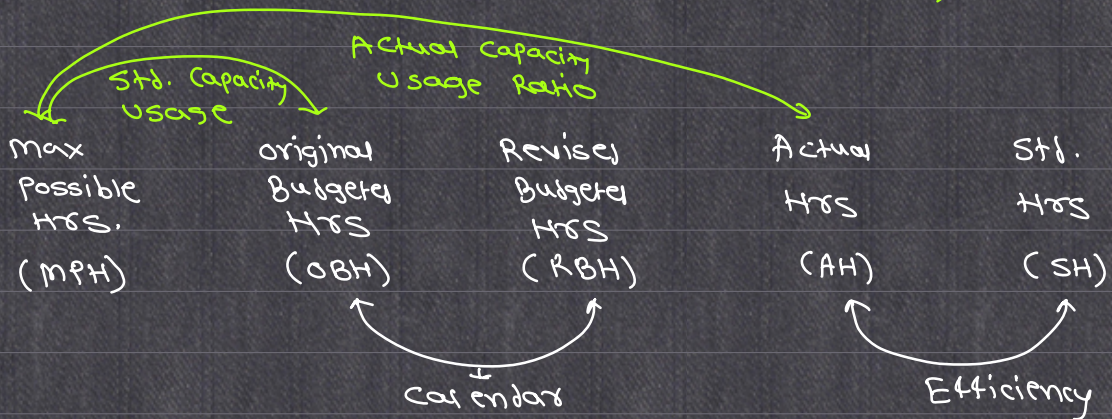 Actual Capacity
Usage Ratio
Std. Capacity
Usage
Max
Possible
Hrs.
(MPH)
Original
Budgeted
Hrs
(OBH)
Revised
Budgeted
Hrs
(RBH)
Actual
Hrs
(AH)
Std.
Hrs
(SH)
Calendar
Efficiency